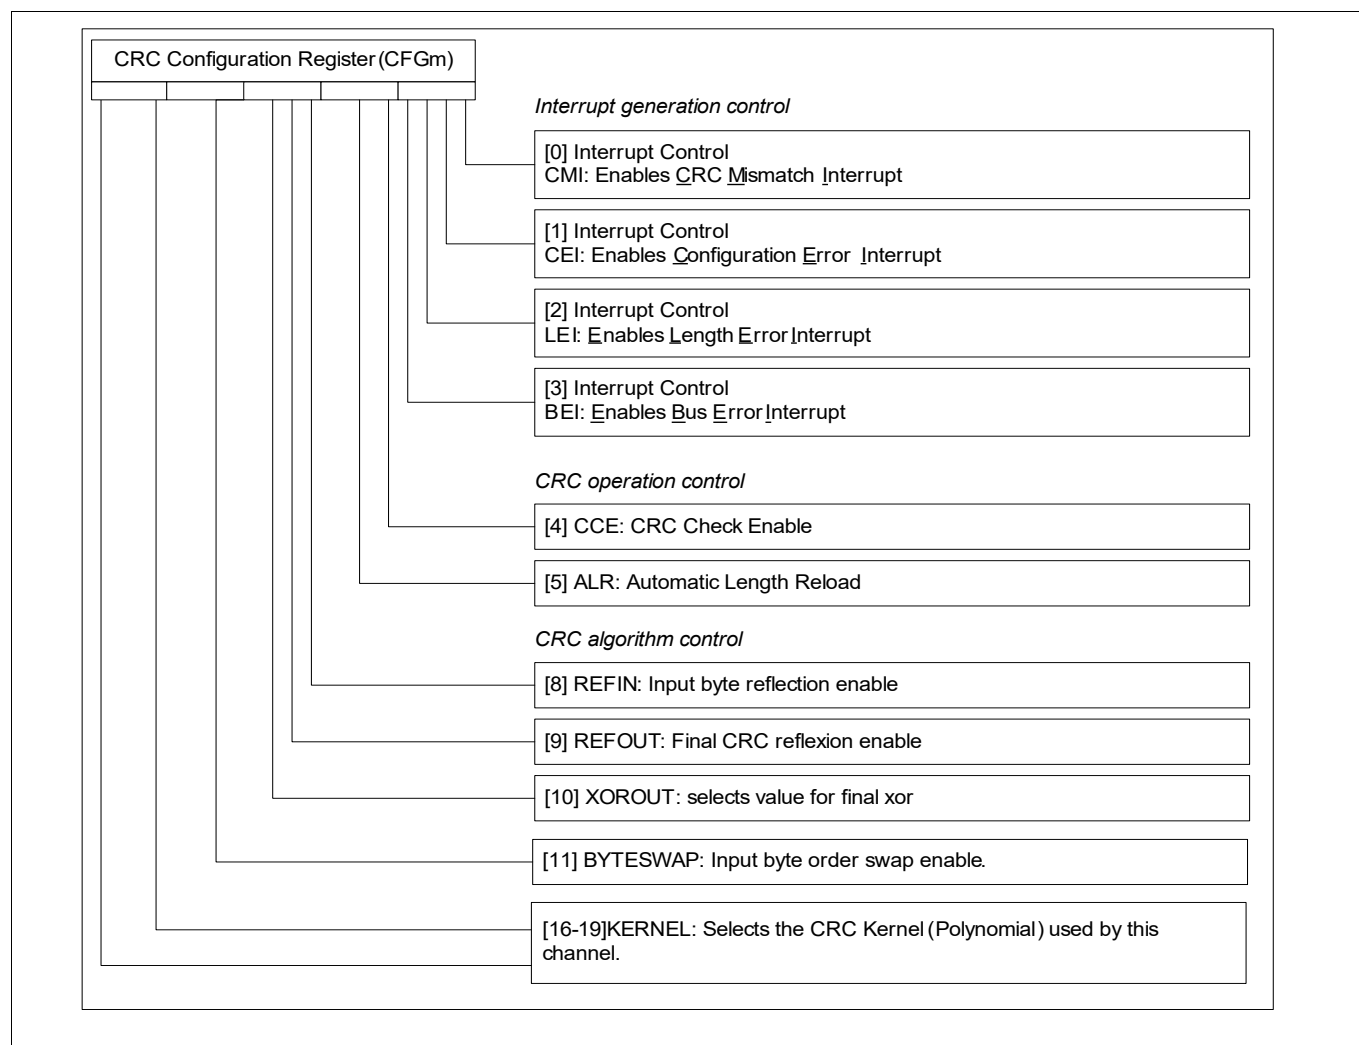 CRC Configuration Register (CFGm)
Interrupt generation control
[0] Interrupt Control
CMI: Enables CRC Mismatch Interrupt
[1] Interrupt Control
CEI: Enables Configuration Error Interrupt
[2] Interrupt Control
LEI: Enables Length Error Interrupt
[3] Interrupt Control
BEI: Enables Bus Error Interrupt
CRC operation control
[4] CCE: CRC Check Enable
[5] ALR: Automatic Length Reload
CRC algorithm control
[8] REFIN: Input byte reflection enable
[9] REFOUT: Final CRC reflexion enable
[10] XOROUT: selects value for final xor
[11] BYTESWAP: Input byte order swap enable.
[16-19]KERNEL: Selects the CRC Kernel (Polynomial) used by this
channel.